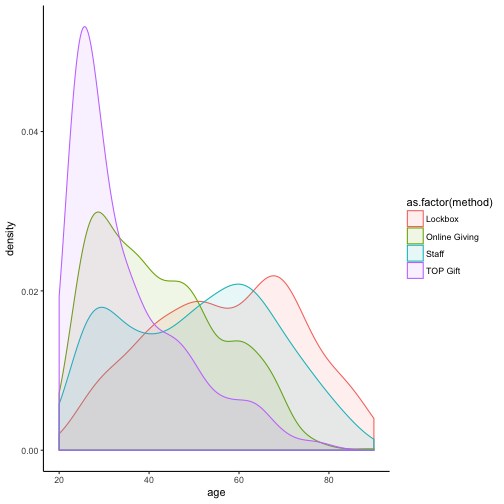 0.04
0.02
0.00
density
20 40 60 80
age
as.factor(method)
Lockbox
Online Giving
Staff
TOP Gift